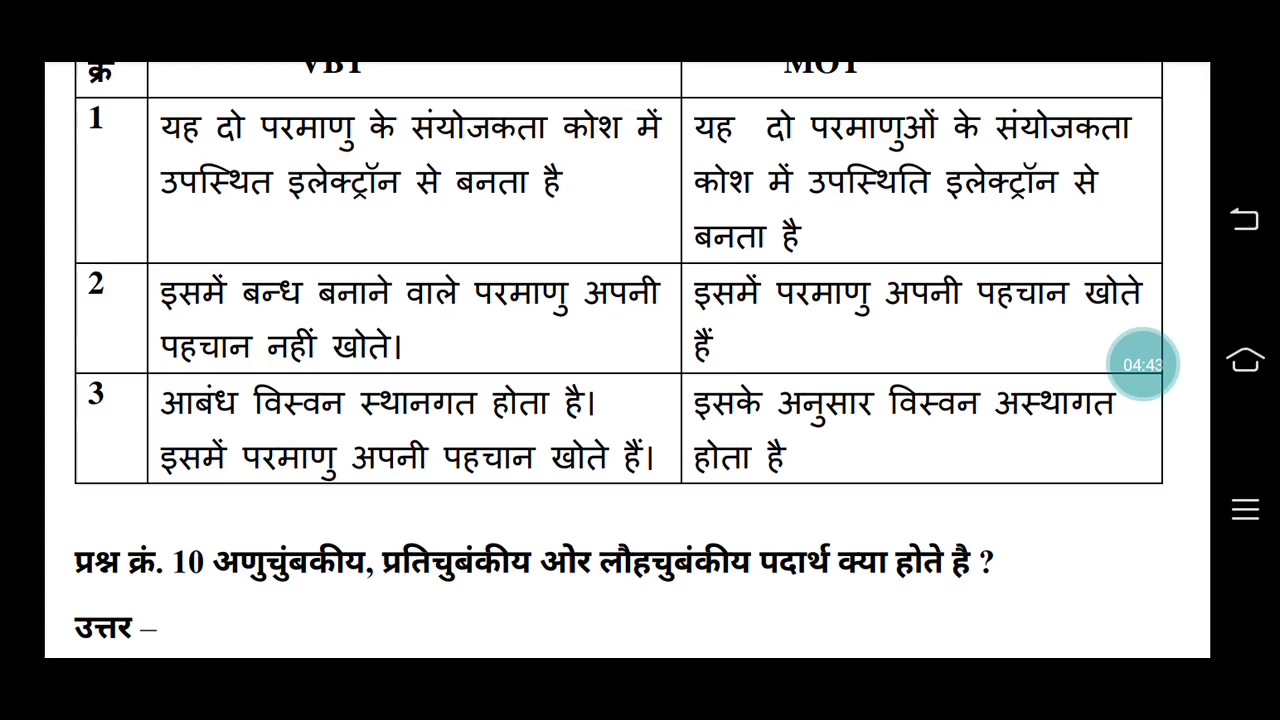 क्रं VBT MOT
1 यह दो परमाणु के संयोजकता कोश में यह दो परमाणुओं के संयोजकता
उपस्थित इलेक्ट्रॉन से बनता है कोश में उपस्थिति इलेक्ट्रॉन से
बनता है
2 इसमें बन्ध बनाने वाले परमाणु अपनी इसमें परमाणु अपनी पहचान खोते
पहचान नहीं खोते। हैं
04:43
3 आबंध विस्वन स्थानगत होता है। इसके अनुसार विस्वन अस्थागत
इसमें परमाणु अपनी पहचान खोते हैं। होता है
प्रश्न क्रं. 10 अणुचुंबकीय, प्रतिचुबंकीय ओर लौहचुबंकीय पदार्थ क्या होते है ?
उत्तर –